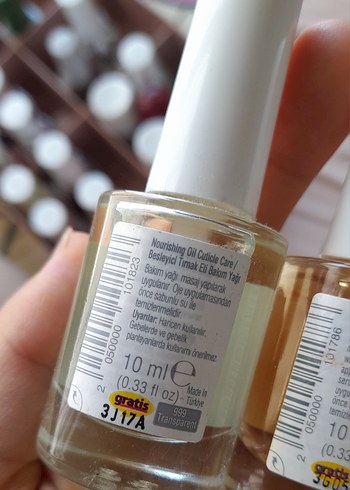 Nourishing Oil Cuticle Care /
Besleyici Tırnak Eti Bakım Yağı
Bakım yağı masaj yapılarak
uygulanır. Oje uygulamasından
önce sabunlu su ile
temizlenmelidir.
Uyarılar: Haricen kullanılır.
Gebelerde ve gebelik
planlayanlarda kullanımı önerilmez.
10 ml e
(0.33 fl oz)
Made in
Türkiye
gratis
3J17A
999
Transparent
2 050000 101823
2 050000 101786
10
(0.33
gratis